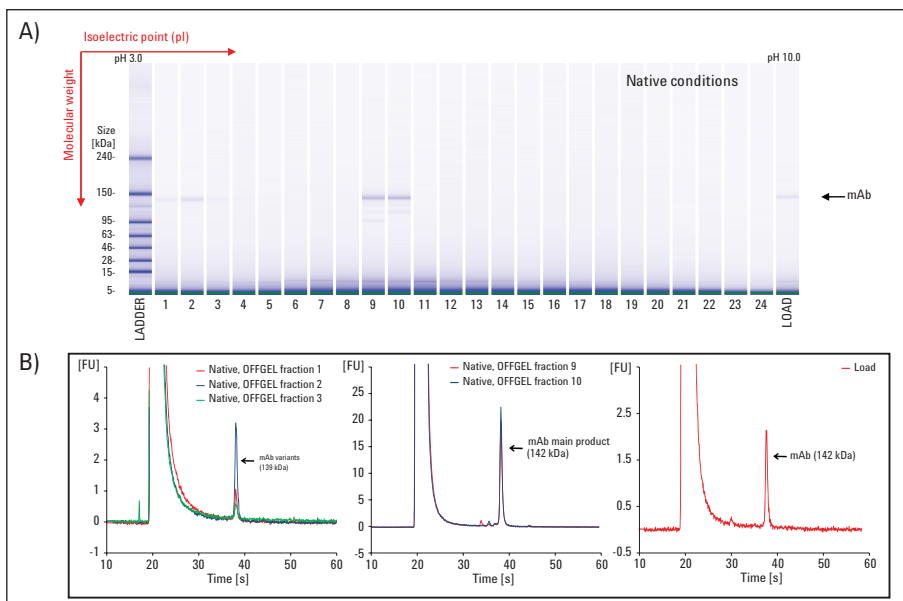 A)
Isoelectric point (pI)
pH 3.0
pH 10.0
Native conditions
Molecular weight
Size
[kDa]
240-
150-
95-
63-
46-
28-
15-
5-
mAb
LADDER 1 2 3 4 5 6 7 8 9 10 11 12 13 14 15 16 17 18 19 20 21 22 23 24 LOAD
B)
[FU]
Native, OFFGEL fraction 1
Native, OFFGEL fraction 2
Native, OFFGEL fraction 3
5
4
3
2
1
0
-1
mAb variants
(139 kDa)
10 20 30 40 50 60
Time [s]
[FU]
Native, OFFGEL fraction 9
Native, OFFGEL fraction 10
25
20
15
10
5
0
-5
mAb main product
(142 kDa)
10 20 30 40 50 60
Time [s]
[FU]
Load
3.5
2.5
1.5
0.5
-0.5
mAb (142 kDa)
10 20 30 40 50 60
Time [s]